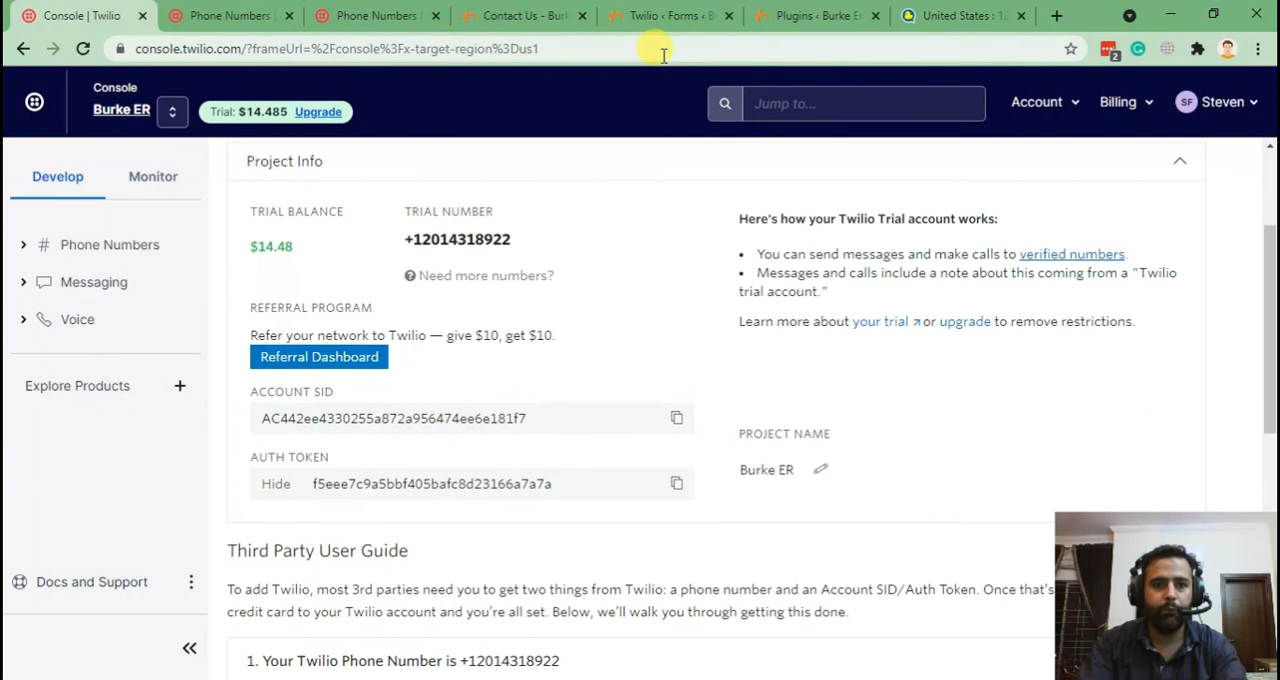 Console | Twilio
Phone Numbers
Phone Numbers
Contact Us - Bur
Twilio ‹ Forms ‹ B
Plugins ‹ Burke E
United States : 12
console.twilio.com/?frameUrl=%2Fconsole%3Fx-target-region%3Dus1
2
Console
Burke ER
Trial: $14.485 Upgrade
Jump to...
Account
Billing
SF Steven
Develop
Monitor
Phone Numbers
Messaging
Voice
Explore Products
Docs and Support
Project Info
TRIAL BALANCE
$14.48
TRIAL NUMBER
+12014318922
Need more numbers?
REFERRAL PROGRAM
Refer your network to Twilio — give $10, get $10.
Referral Dashboard
ACCOUNT SID
AC442ee4330255a872a956474ee6e181f7
AUTH TOKEN
Hide f5eee7c9a5bbf405bafc8d23166a7a7a
Here's how your Twilio Trial account works:
• You can send messages and make calls to verified numbers.
• Messages and calls include a note about this coming from a "Twilio
trial account."
Learn more about your trial or upgrade to remove restrictions.
PROJECT NAME
Burke ER
Third Party User Guide
To add Twilio, most 3rd parties need you to get two things from Twilio: a phone number and an Account SID/Auth Token. Once that's
credit card to your Twilio account and you're all set. Below, we'll walk you through getting this done.
1. Your Twilio Phone Number is +12014318922